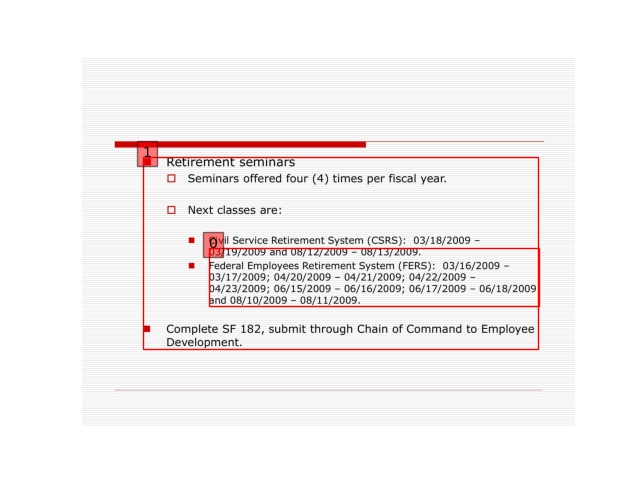 1
Retirement seminars
Seminars offered four (4) times per fiscal year.
Next classes are:
0
Civil Service Retirement System (CSRS): 03/18/2009 –
03/19/2009 and 08/12/2009 – 08/13/2009.
Federal Employees Retirement System (FERS): 03/16/2009 –
03/17/2009; 04/20/2009 – 04/21/2009; 04/22/2009 –
04/23/2009; 06/15/2009 – 06/16/2009; 06/17/2009 – 06/18/2009
and 08/10/2009 – 08/11/2009.
Complete SF 182, submit through Chain of Command to Employee
Development.